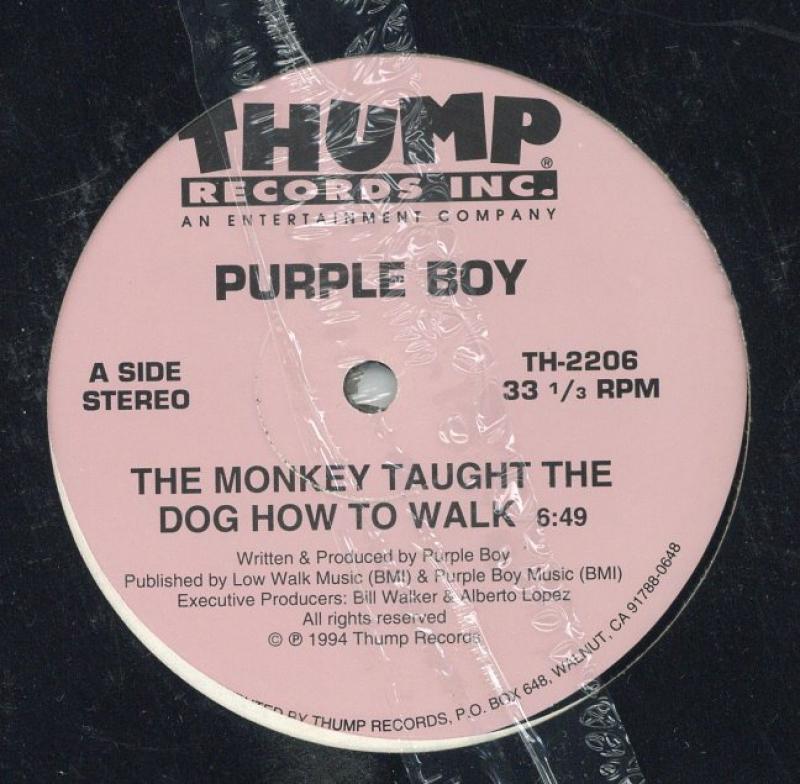 THUMP®
RECORDS INC.
AN ENTERTAINMENT COMPANY
PURPLE BOY
A SIDE
STEREO
TH-2206
33 1/3 RPM
THE MONKEY TAUGHT THE
DOG HOW TO WALK 6:49
Written & Produced by Purple Boy
Published by Low Walk Music (BMI) & Purple Boy Music (BMI)
Executive Producers: Bill Walker & Alberto Lopez
All rights reserved
© ℗ 1994 Thump Records
BY THUMP RECORDS, P.O. BOX 648, WALNUT, CA 91788-0648